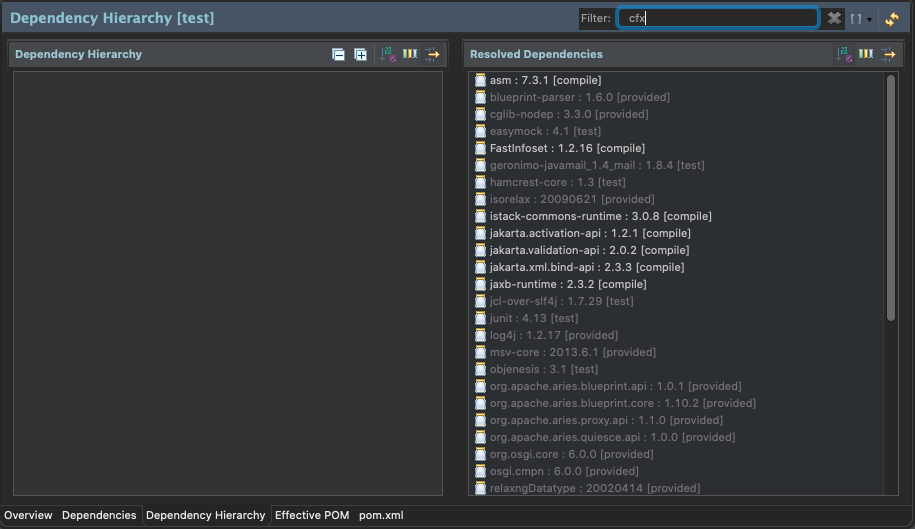 Dependency Hierarchy [test]
Filter: cfx
Dependency Hierarchy
Resolved Dependencies
asm : 7.3.1 [compile]
blueprint-parser : 1.6.0 [provided]
cglib-nodep : 3.3.0 [provided]
easymock : 4.1 [test]
FastInfoset : 1.2.16 [compile]
geronimo-javamail_1.4_mail : 1.8.4 [test]
hamcrest-core : 1.3 [test]
isorelax : 20090621 [provided]
istack-commons-runtime : 3.0.8 [compile]
jakarta.activation-api : 1.2.1 [compile]
jakarta.validation-api : 2.0.2 [compile]
jakarta.xml.bind-api : 2.3.3 [compile]
jaxb-runtime : 2.3.2 [compile]
jcl-over-slf4j : 1.7.29 [test]
junit : 4.13 [test]
log4j : 1.2.17 [provided]
msv-core : 2013.6.1 [provided]
objenesis : 3.1 [test]
org.apache.aries.blueprint.api : 1.0.1 [provided]
org.apache.aries.blueprint.core : 1.10.2 [provided]
org.apache.aries.proxy.api : 1.1.0 [provided]
org.apache.aries.quiesce.api : 1.0.0 [provided]
org.osgi.core : 6.0.0 [provided]
osgi.cmpn : 6.0.0 [provided]
relaxngDatatype : 20020414 [provided]
Overview Dependencies Dependency Hierarchy Effective POM pom.xml